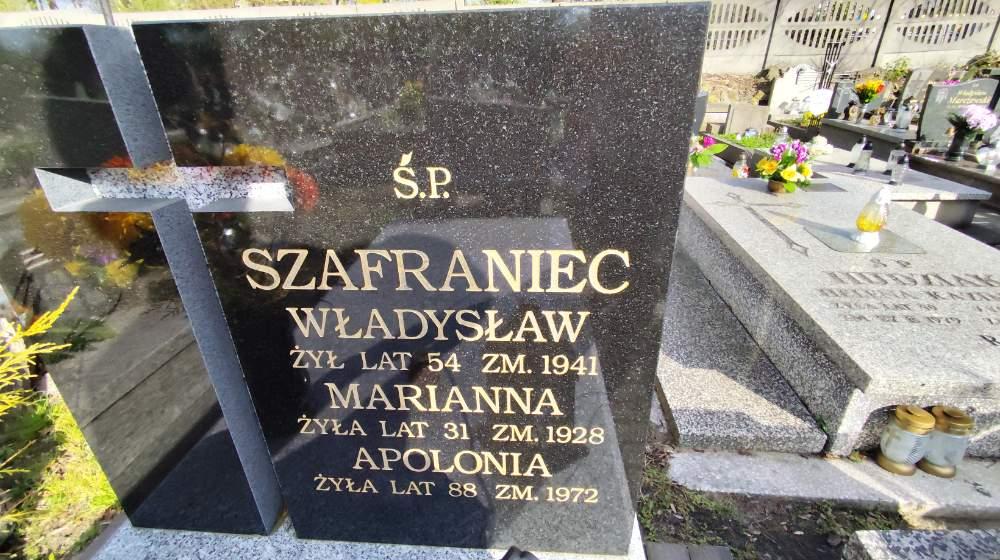 Ś.P.
SZAFRANIEC
WŁADYSŁAW
ŻYŁ LAT 54 ZM. 1941
MARIANNA
ŻYŁA LAT 31 ZM. 1928
APOLONIA
ŻYŁA LAT 88 ZM. 1972
Ś P